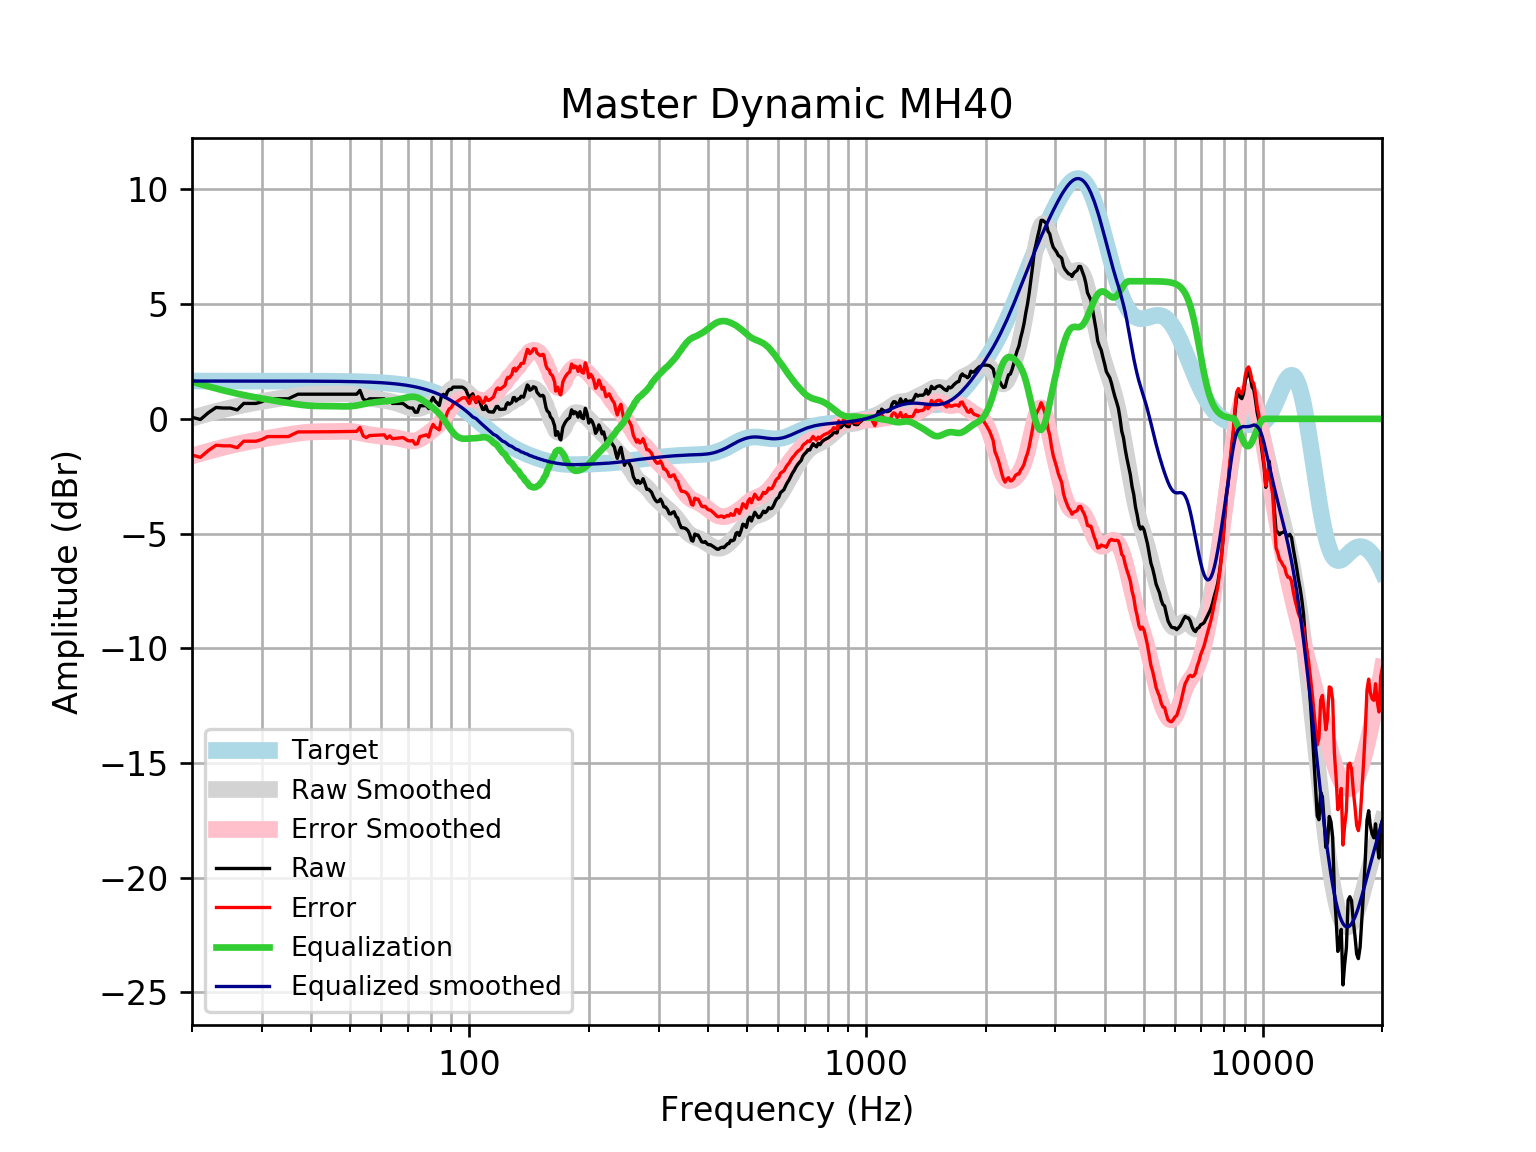 Master Dynamic MH40
Amplitude (dBr)
10
5
0
−5
−10
−15
−20
−25
Target
Raw Smoothed
Error Smoothed
Raw
Error
Equalization
Equalized smoothed
100
1000
10000
Frequency (Hz)